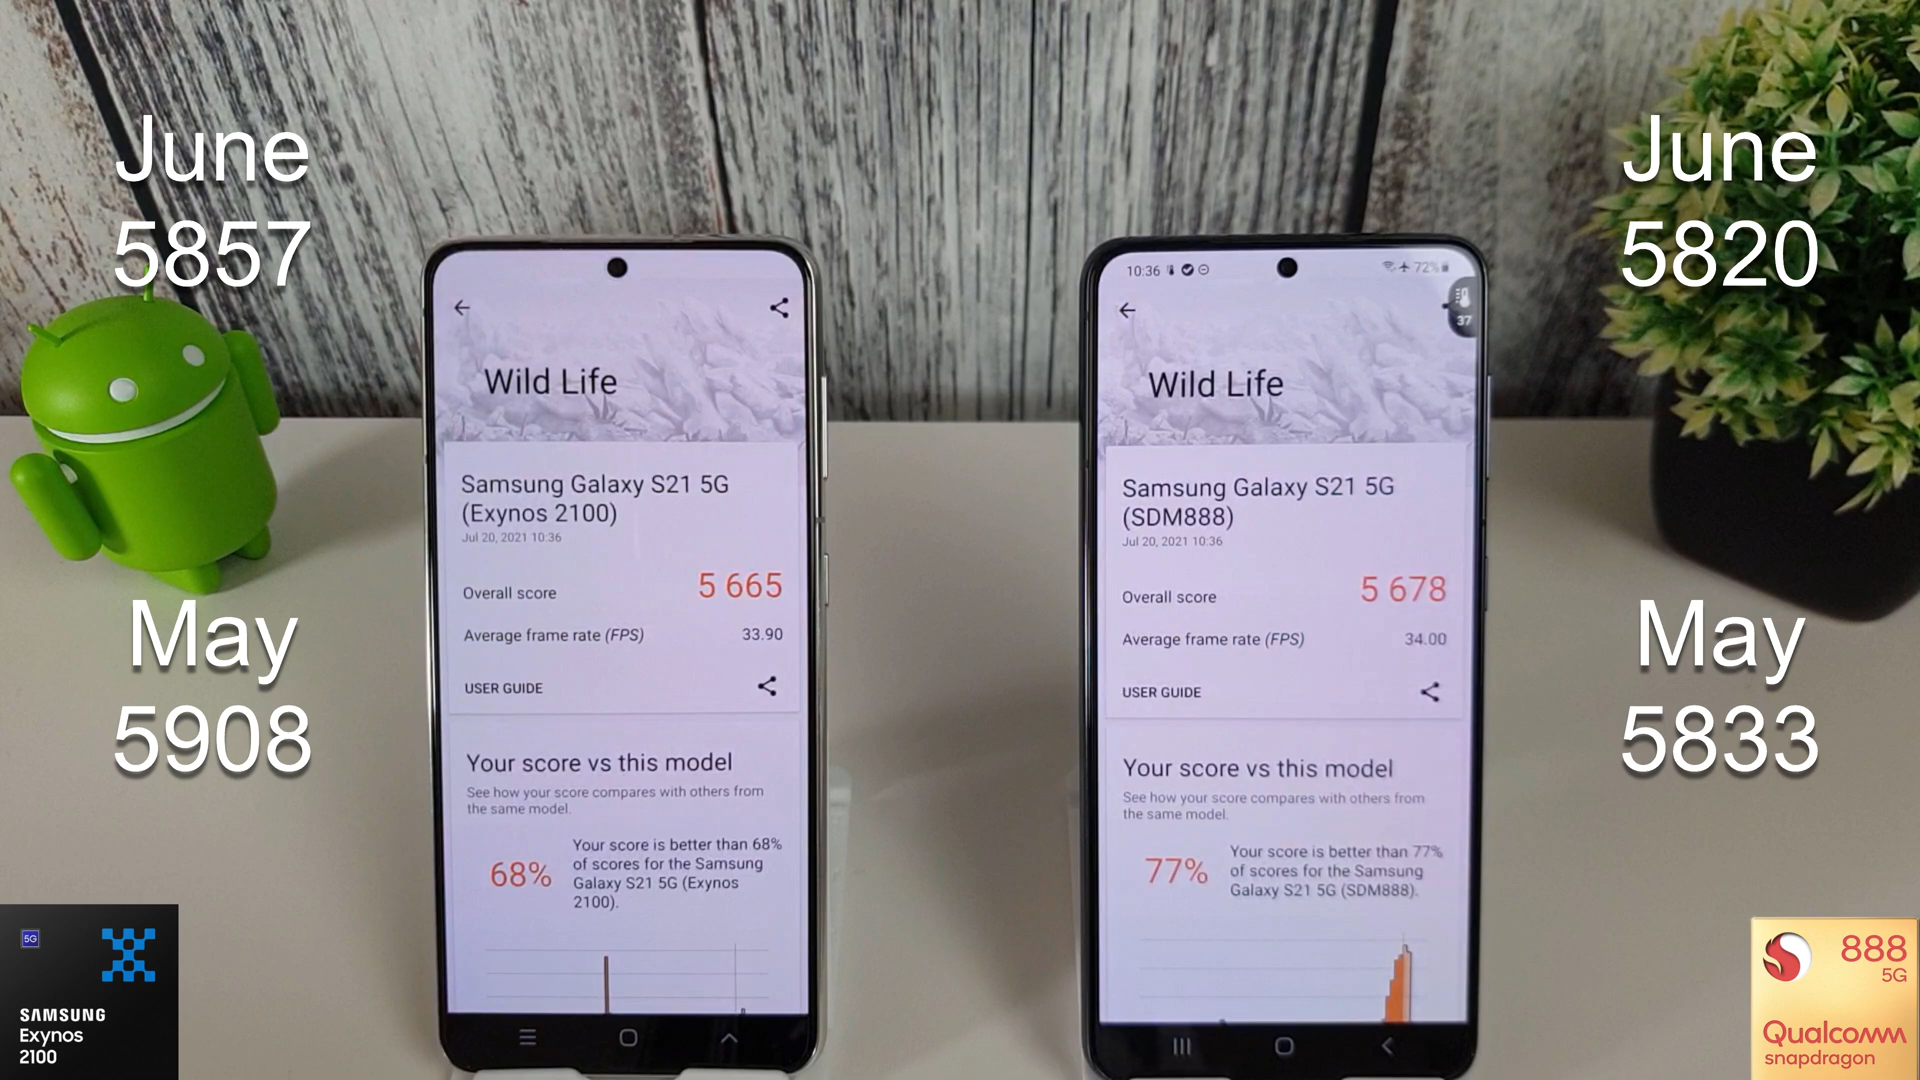 June
5857
May
5908
5G
SAMSUNG
Exynos
2100
Wild Life
Samsung Galaxy S21 5G
(Exynos 2100)
Jul 20, 2021 10:36
Overall score
5 665
Average frame rate (FPS)
33.90
USER GUIDE
Your score vs this model
See how your score compares with others from
the same model.
68%
Your score is better than 68%
of scores for the Samsung
Galaxy S21 5G (Exynos
2100).
10:36
72%
37
Wild Life
Samsung Galaxy S21 5G
(SDM888)
Jul 20, 2021 10:36
Overall score
5 678
Average frame rate (FPS)
34.00
USER GUIDE
Your score vs this model
See how your score compares with others from
the same model.
77%
Your score is better than 77%
of scores for the Samsung
Galaxy S21 5G (SDM888).
June
5820
May
5833
888
5G
Qualcomm
snapdragon